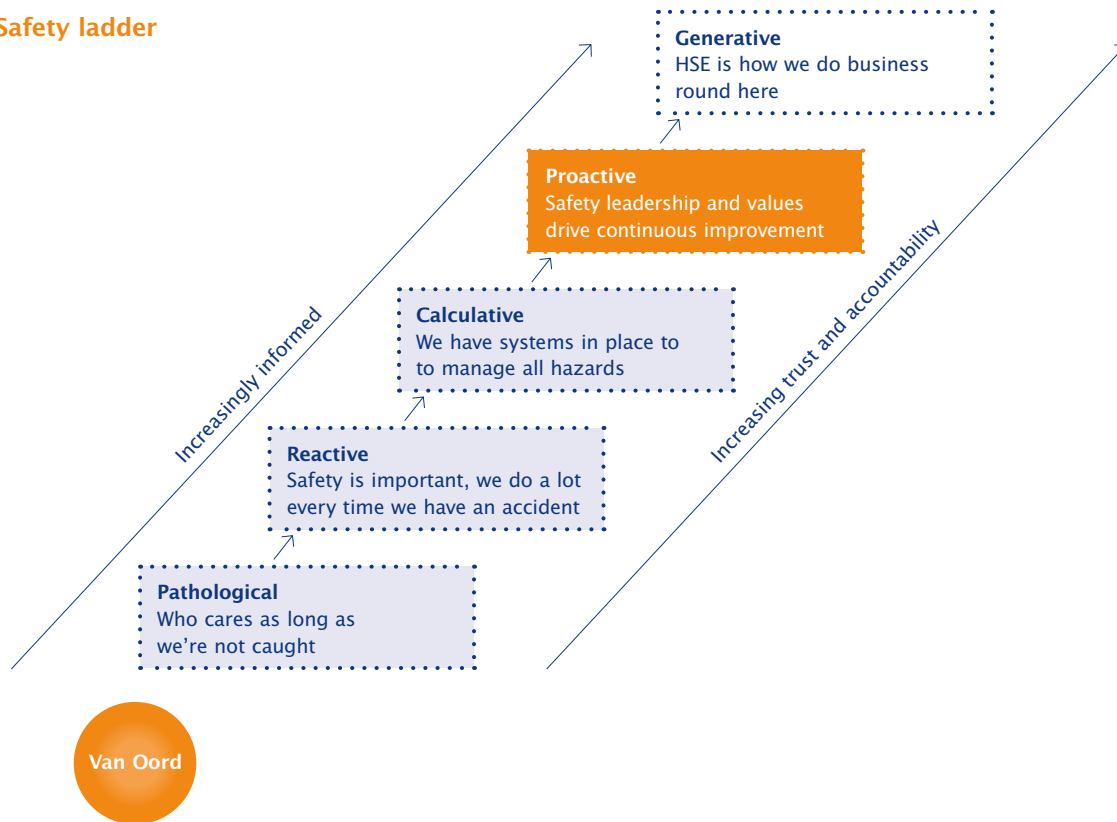 Safety ladder
Generative
HSE is how we do business
round here
Proactive
Safety leadership and values
drive continuous improvement
Calculative
We have systems in place to
to manage all hazards
Reactive
Safety is important, we do a lot
every time we have an accident
Pathological
Who cares as long as
we're not caught
Increasingly informed
Increasing trust and accountability
Van Oord